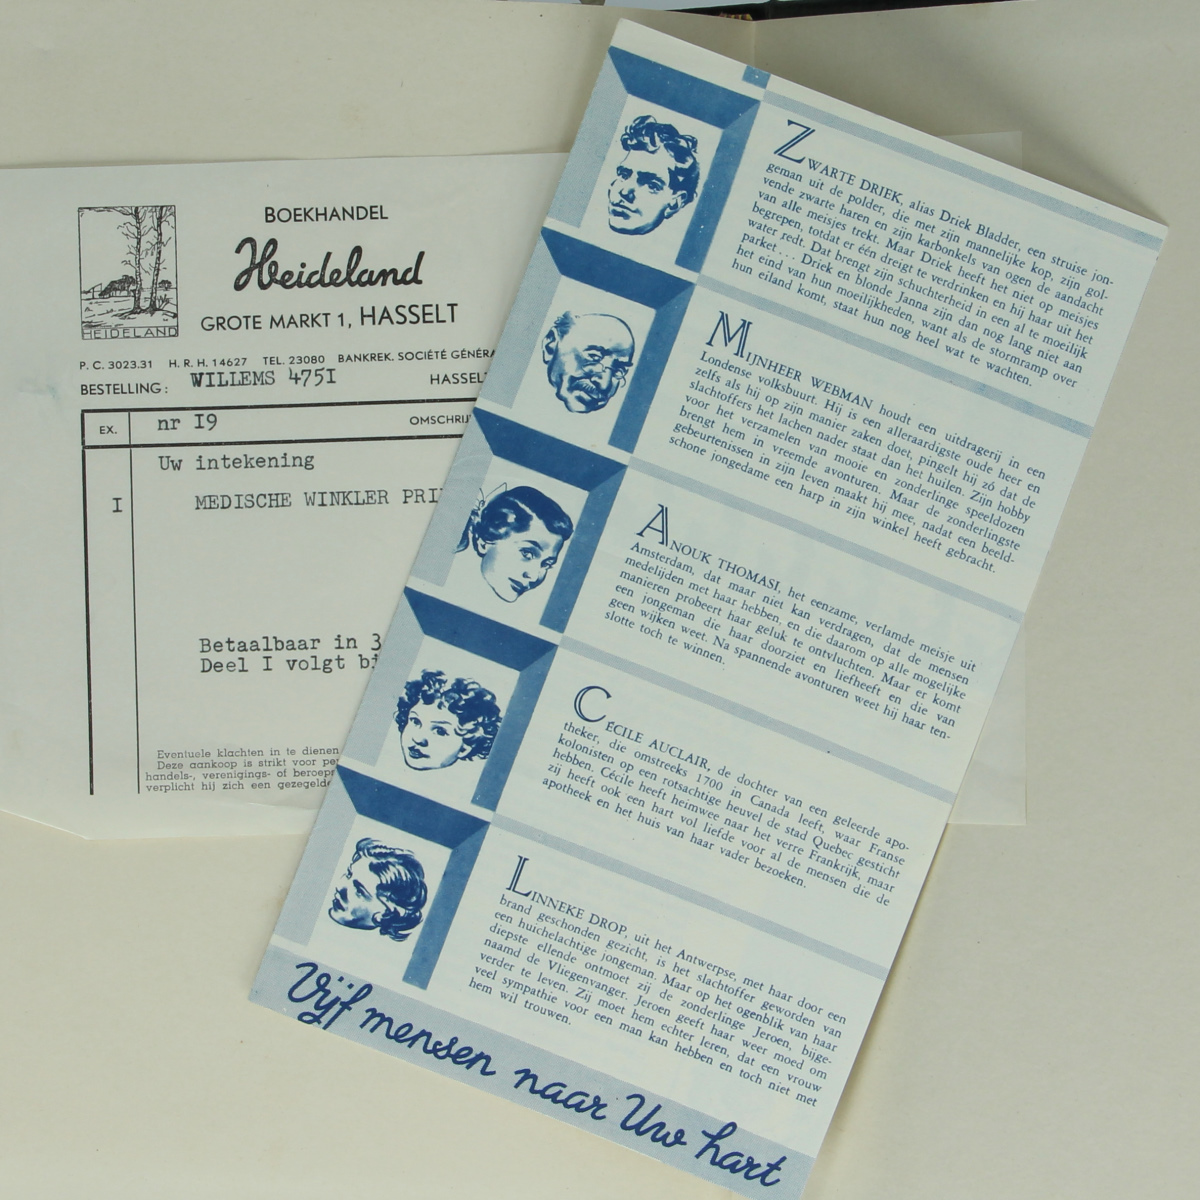 BOEKHANDEL
Heideland
GROTE MARKT 1, HASSELT
HEIDELAND
P. C. 3023.31 H. R. H. 14627 TEL. 23080 BANKREK. SOCIÉTÉ GÉNÉRA
BESTELLING: WILLEMS 475I HASSEL
EX. nr I9 OMSCHRIJ
Uw intekening
I MEDISCHE WINKLER PRI
Betaalbaar in 3
Deel I volgt bi
Eventuele klachten in te dienen
Deze aankoop is strikt voor per
handels-, verenigings- of beroep
verplicht hij zich een gezegelde
ZWARTE DRIEK, alias Driek Bladder, een struise jon-
geman uit de polder, die met zijn mannelijke kop, zijn gol-
vende zwarte haren en zijn karbonkels van ogen de aandacht
van alle meisjes trekt. Maar Driek heeft het niet op meisjes
begrepen, totdat er één dreigt te verdrinken en hij haar uit het
water redt. Dat brengt zijn schuchterheid in een al te moeilijk
parket... Driek en blonde Janna zijn dan nog lang niet aan
het eind van hun moeilijkheden, want als de stormramp over
hun eiland komt, staat hun nog heel wat te wachten.
MIJNHEER WEBMAN houdt een uitdragerij in een
Londense volksbuurt. Hij is een alleraardigste oude heer en
zelfs als hij op zijn manier zaken doet, pingelt hij zó dat de
slachtoffers het lachen nader staat dan het huilen. Zijn hobby
voor het verzamelen van mooie en zonderlinge speeldozen
brengt hem in vreemde avonturen. Maar de zonderlingste
gebeurtenissen in zijn leven maakt hij mee, nadat een beeld-
schone jongedame een harp in zijn winkel heeft gebracht.
ANOUK THOMASI, het eenzame, verlamde meisje uit
Amsterdam, dat maar niet kan verdragen, dat de mensen
medelijden met haar hebben, en die daarom op alle mogelijke
manieren probeert haar geluk te ontvluchten. Maar er komt
een jongeman die haar doorziet en liefheeft en die van
geen wijken weet. Na spannende avonturen weet hij haar ten-
slotte toch te winnen.
CÉCILE AUCLAIR, de dochter van een geleerde apo-
theker, die omstreeks 1700 in Canada leeft, waar Franse
kolonisten op een rotsachtige heuvel de stad Quebec gesticht
hebben. Cécile heeft heimwee naar het verre Frankrijk, maar
zij heeft ook een hart vol liefde voor al de mensen die de
apotheek en het huis van haar vader bezoeken.
LINNEKE DROP, uit het Antwerpse, met haar door een
brand geschonden gezicht, is het slachtoffer geworden van
een huichelachtige jongeman. Maar op het ogenblik van haar
diepste ellende ontmoet zij de zonderlinge Jeroen, bijge-
naamd de Vliegenvanger. Jeroen geeft haar weer moed om
verder te leven. Zij moet hem echter leren, dat een vrouw
veel sympathie voor een man kan hebben en toch niet met
hem wil trouwen.
Vijf mensen naar Uw hart